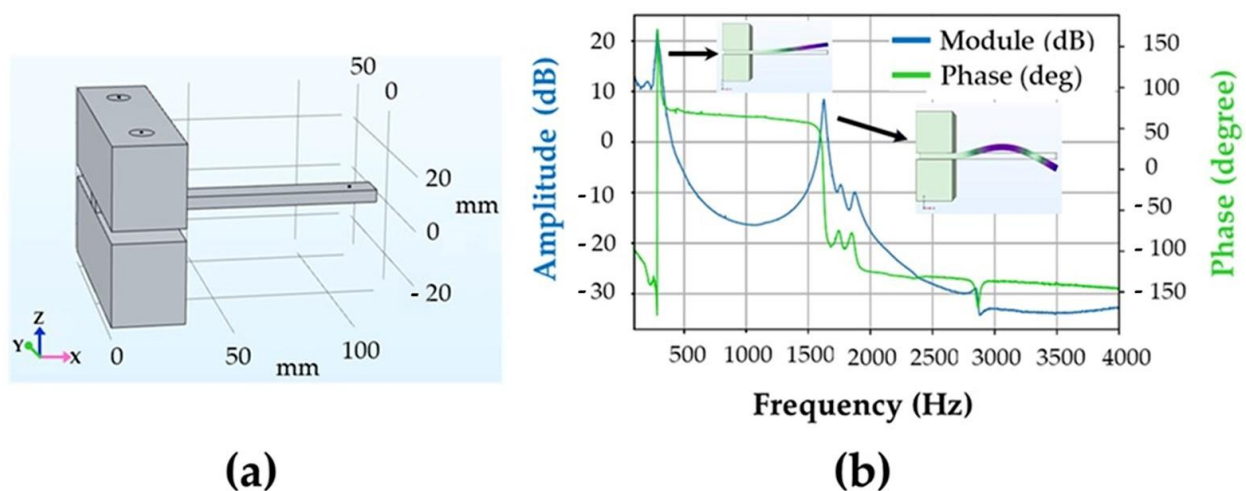 50
0
20
mm
0
- 20
Z
Y
X
0
50
mm
100
(a)
Module (dB)
Phase (deg)
Amplitude (dB)
20
10
0
-10
-20
-30
150
100
50
0
-50
-100
-150
Phase (degree)
500 1000 1500 2000 2500 3000 3500 4000
Frequency (Hz)
(b)